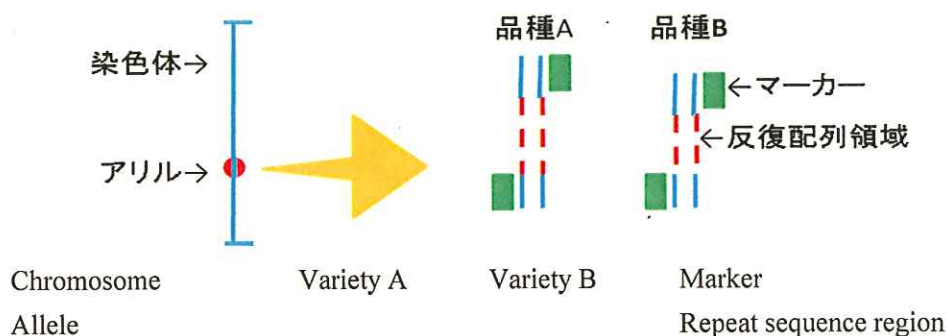 品種A 品種B
染色体→
←マーカー
←反復配列領域
アリル→
Chromosome Variety A Variety B Marker
Allele Repeat sequence region